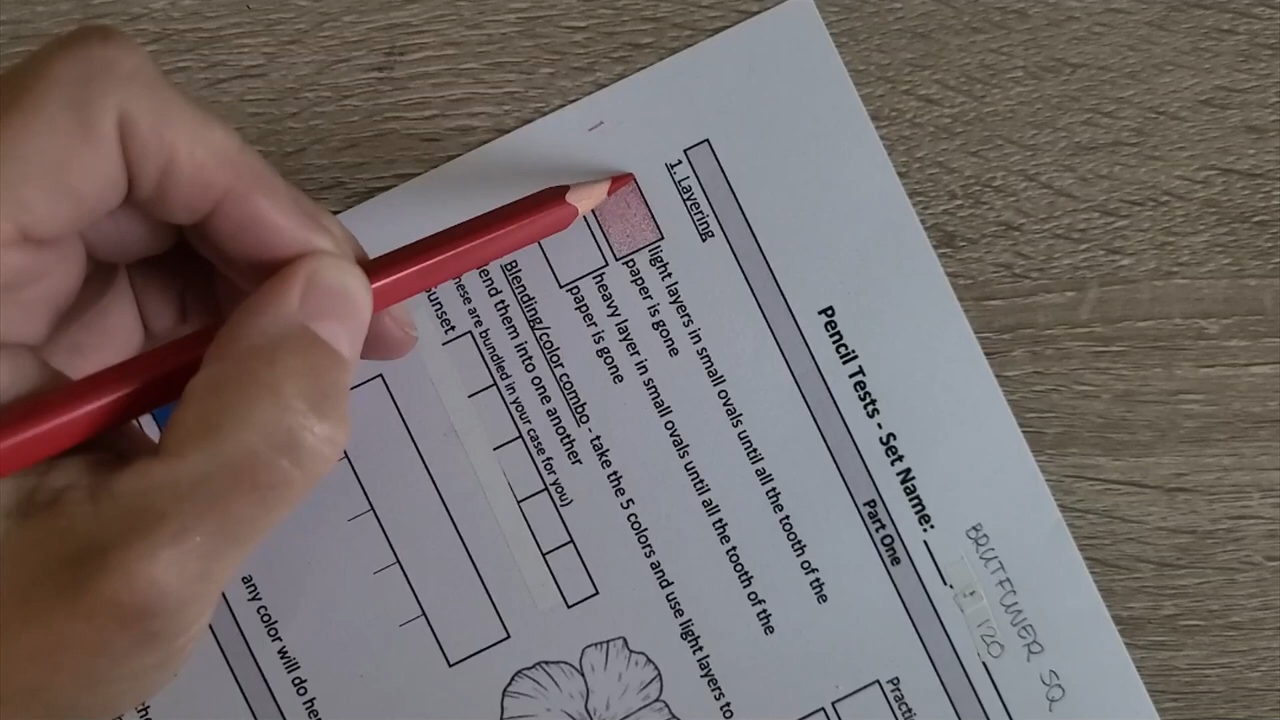 Pencil Tests - Set Name:
BRUTFUNER SQ
120
Part One
1. Layering
light layers in small ovals until all the tooth of the
paper is gone
heavy layer in small ovals until all the tooth of the
paper is gone
Blending/color combo - take the 5 colors and use light layers to
end them into one another
hese are bundled in your case for you)
Sunset
Practi
any color will do he
1